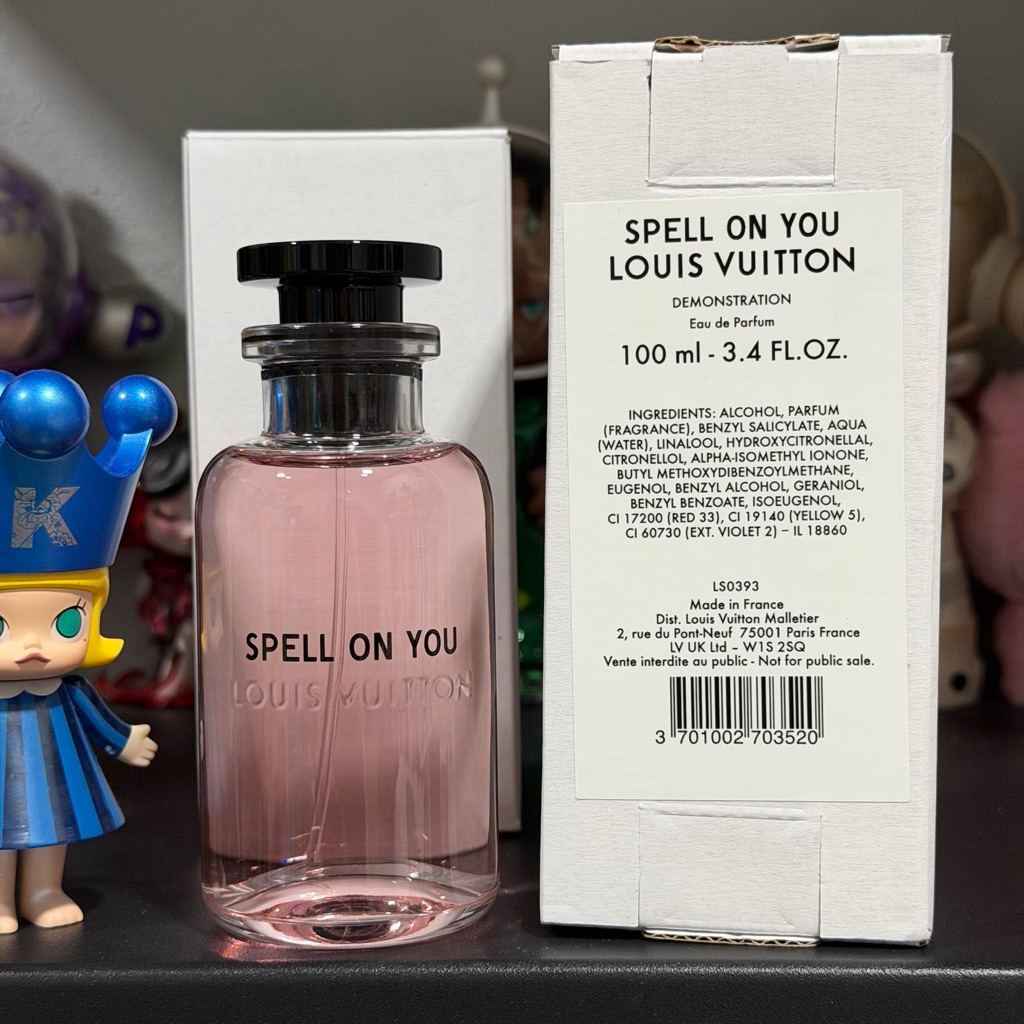 SPELL ON YOU
LOUIS VUITTON
DEMONSTRATION
Eau de Parfum
100 ml - 3.4 FL.OZ.
INGREDIENTS: ALCOHOL, PARFUM
(FRAGRANCE), BENZYL SALICYLATE, AQUA
(WATER), LINALOOL, HYDROXYCITRONELLAL,
CITRONELLOL, ALPHA-ISOMETHYL IONONE,
BUTYL METHOXYDIBENZOYLMETHANE,
EUGENOL, BENZYL ALCOHOL, GERANIOL,
BENZYL BENZOATE, ISOEUGENOL,
CI 17200 (RED 33), CI 19140 (YELLOW 5),
CI 60730 (EXT. VIOLET 2) – IL 18860
LS0393
Made in France
Dist. Louis Vuitton Malletier
2, rue du Pont-Neuf 75001 Paris France
LV UK Ltd – W1S 2SQ
Vente interdite au public - Not for public sale.
3 701002 703520
SPELL ON YOU
LOUIS VUITTON
K
P